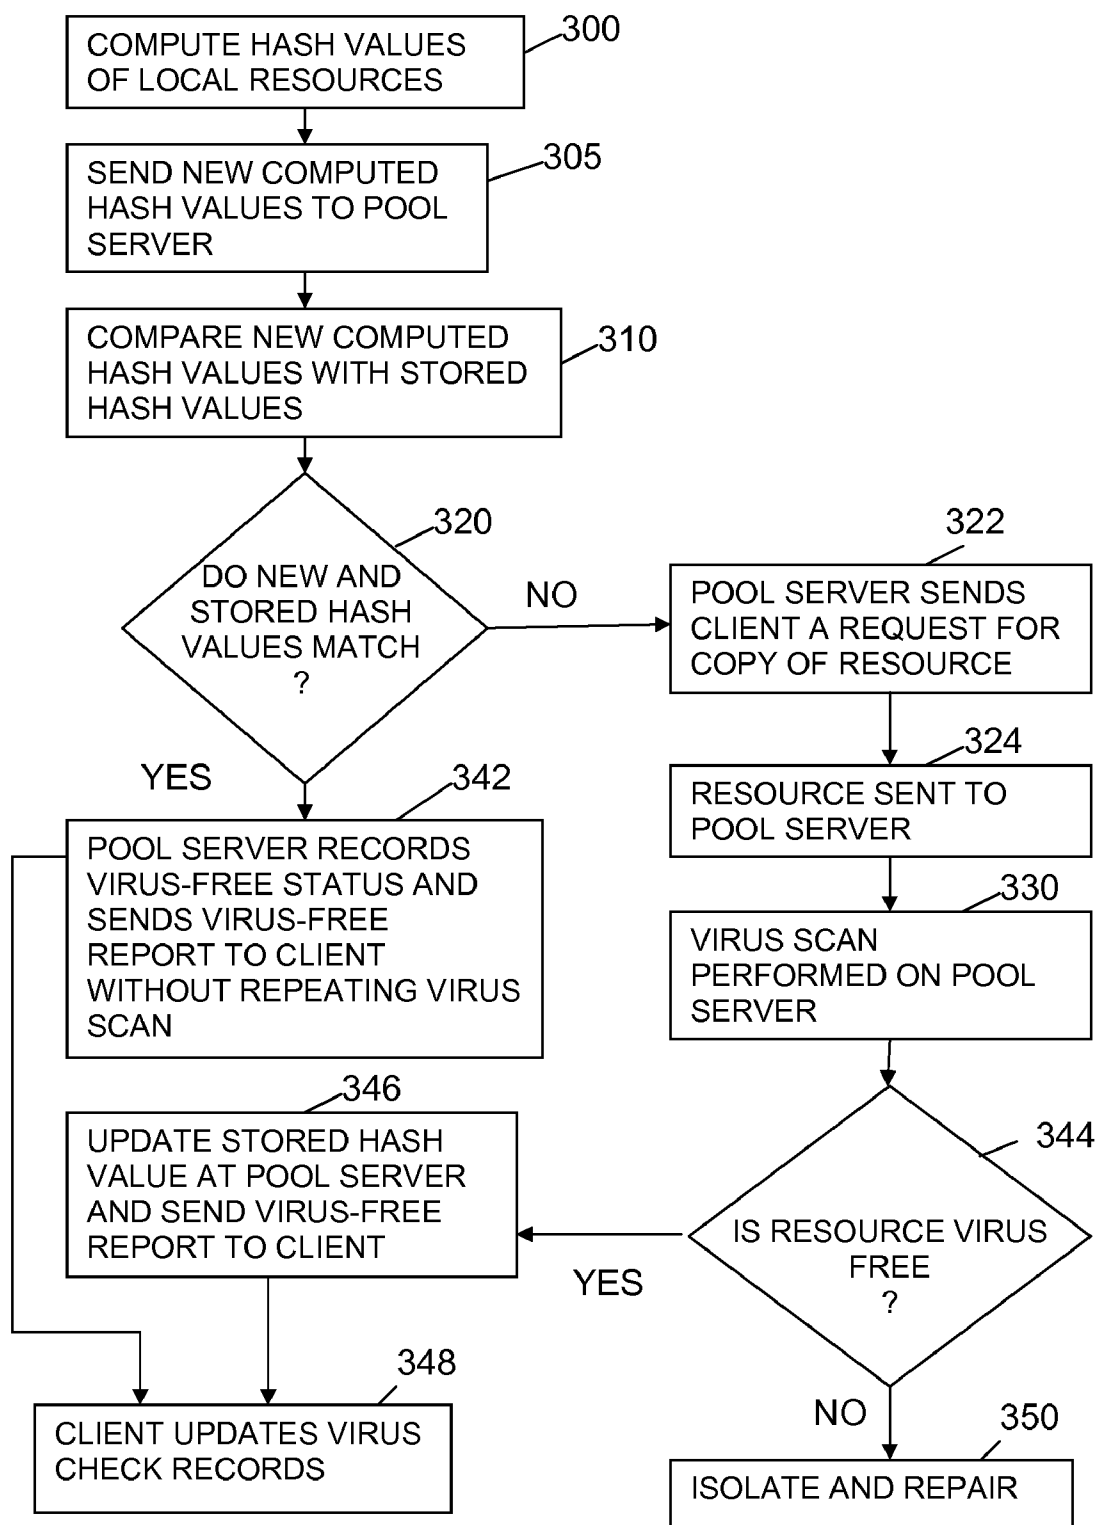 COMPUTE HASH VALUES
OF LOCAL RESOURCES
300
SEND NEW COMPUTED
HASH VALUES TO POOL
SERVER
305
COMPARE NEW COMPUTED
HASH VALUES WITH STORED
HASH VALUES
310
DO NEW AND
STORED HASH
VALUES MATCH
?
320
NO
322
POOL SERVER SENDS
CLIENT A REQUEST FOR
COPY OF RESOURCE
324
RESOURCE SENT TO
POOL SERVER
330
VIRUS SCAN
PERFORMED ON POOL
SERVER
YES
342
POOL SERVER RECORDS
VIRUS-FREE STATUS AND
SENDS VIRUS-FREE
REPORT TO CLIENT
WITHOUT REPEATING VIRUS
SCAN
344
IS RESOURCE VIRUS
FREE
?
YES
346
UPDATE STORED HASH
VALUE AT POOL SERVER
AND SEND VIRUS-FREE
REPORT TO CLIENT
348
CLIENT UPDATES VIRUS
CHECK RECORDS
NO
350
ISOLATE AND REPAIR